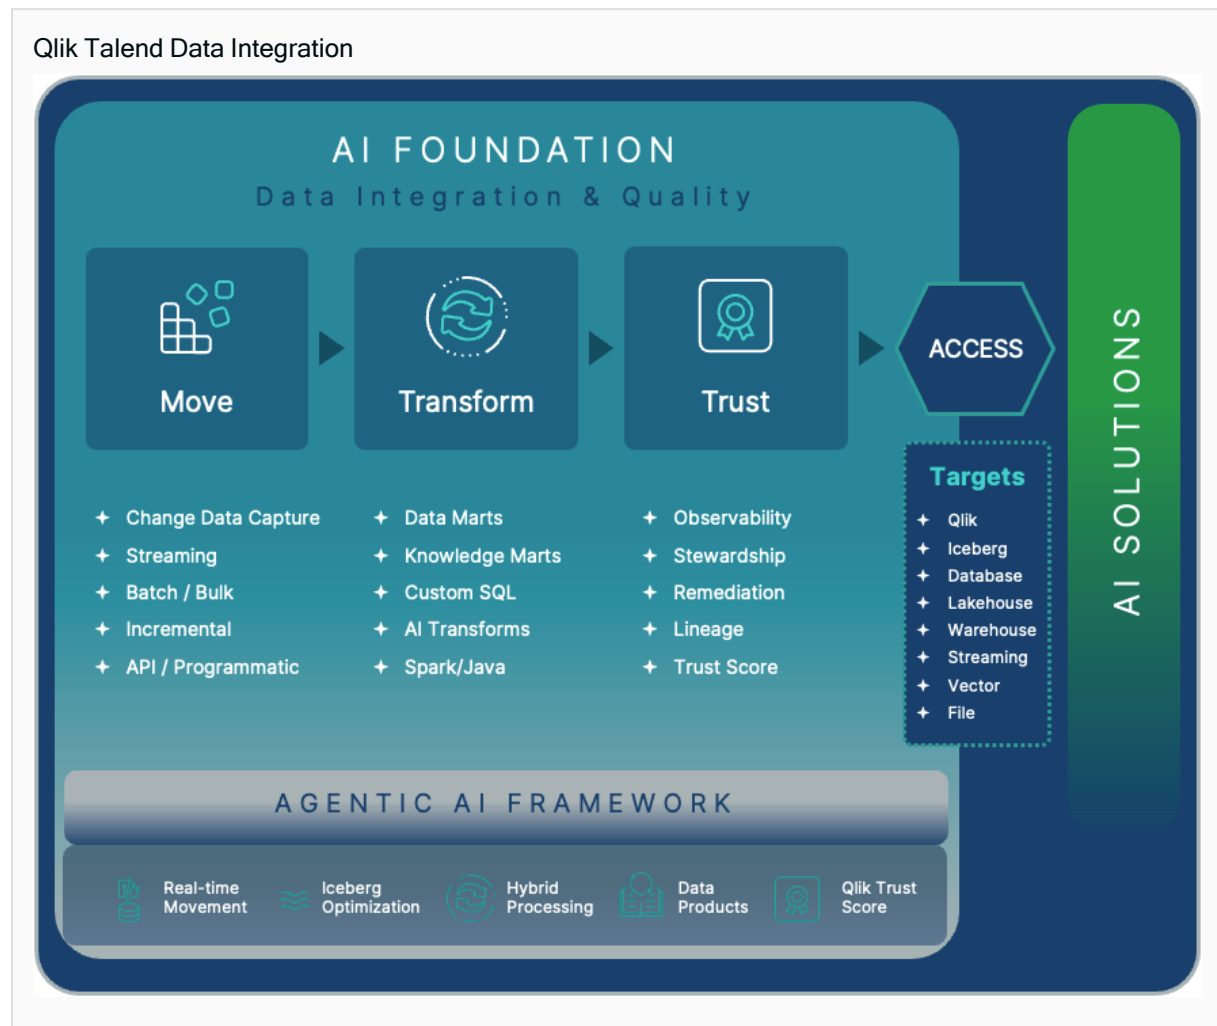 Qlik Talend Data Integration
AI FOUNDATION
Data Integration & Quality
Move
Transform
Trust
ACCESS
Change Data Capture
Streaming
Batch / Bulk
Incremental
API / Programmatic
Data Marts
Knowledge Marts
Custom SQL
AI Transforms
Spark/Java
Observability
Stewardship
Remediation
Lineage
Trust Score
Targets
Qlik
Iceberg
Database
Lakehouse
Warehouse
Streaming
Vector
File
AI SOLUTIONS
AGENTIC AI FRAMEWORK
Real-time
Movement
Iceberg
Optimization
Hybrid
Processing
Data
Products
Qlik Trust
Score